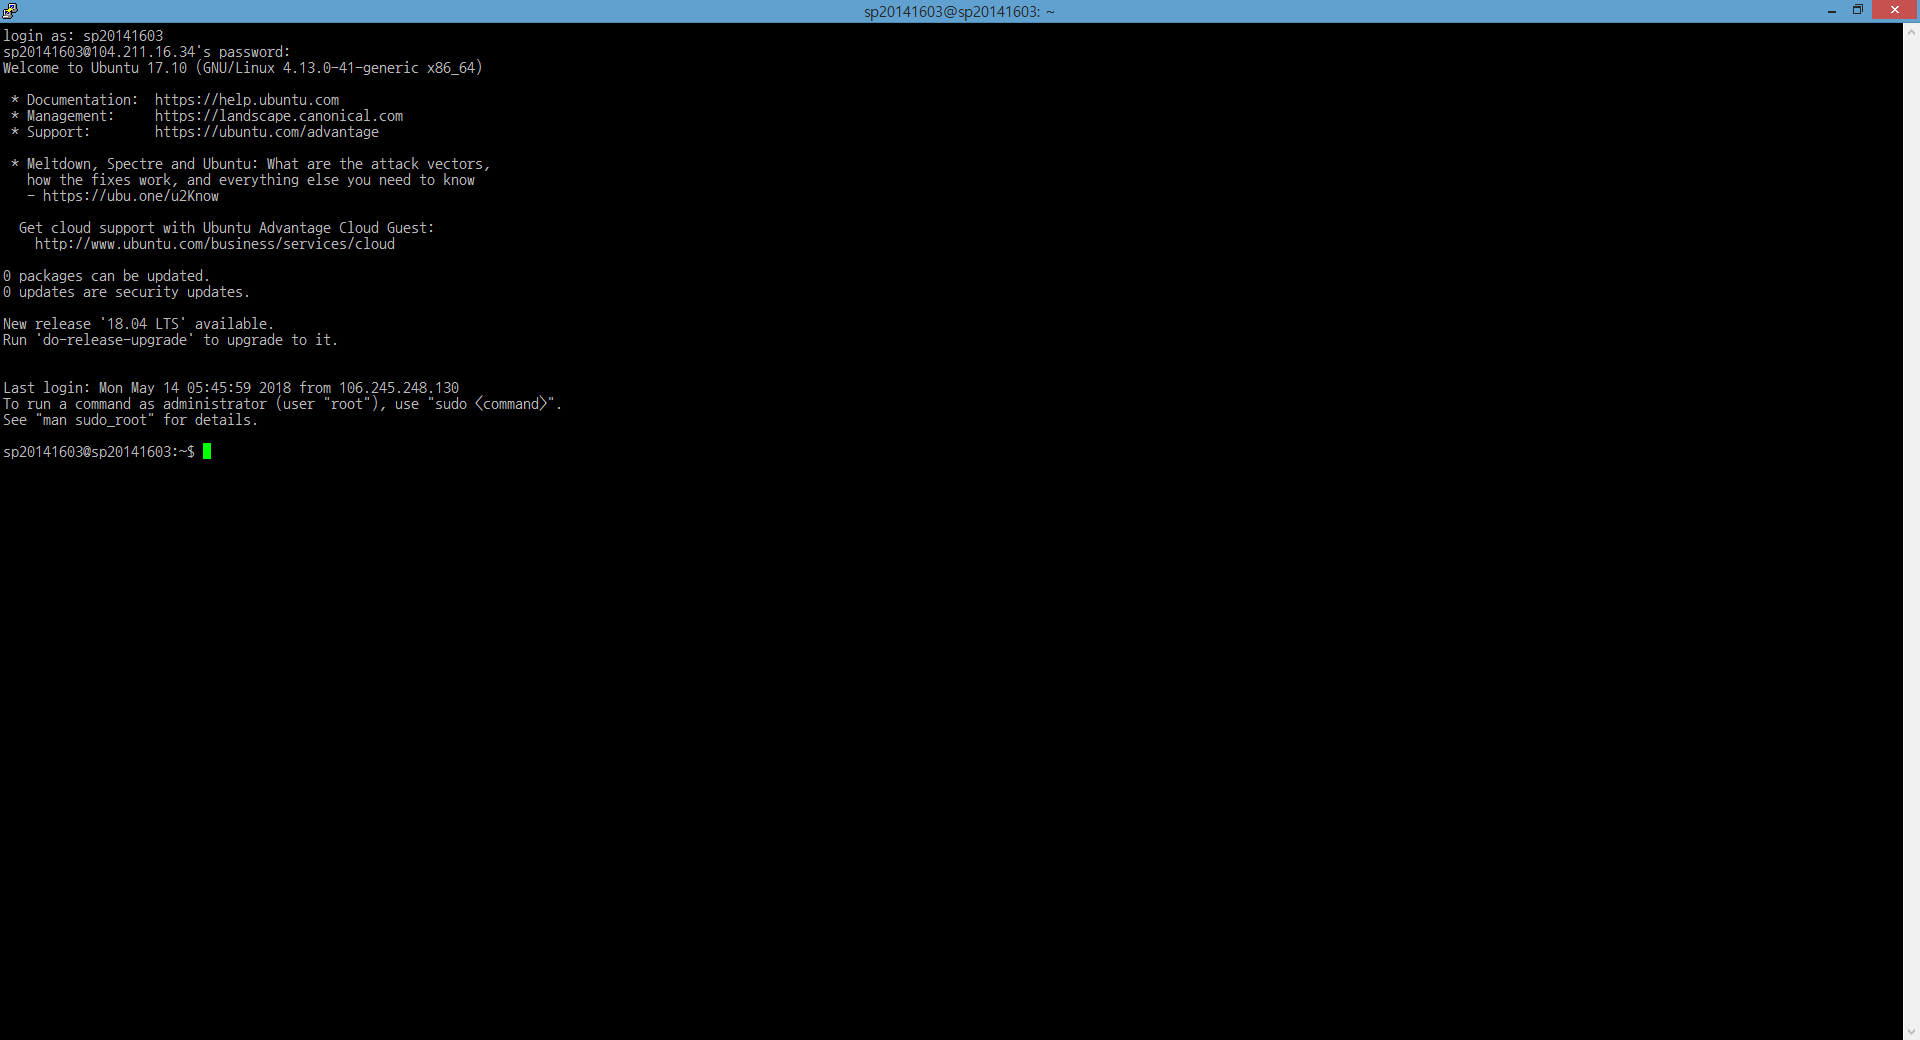 sp20141603@sp20141603: ~
login as: sp20141603
sp20141603@104.211.16.34's password:
Welcome to Ubuntu 17.10 (GNU/Linux 4.13.0-41-generic x86_64)
* Documentation:  https://help.ubuntu.com
* Management:     https://landscape.canonical.com
* Support:        https://ubuntu.com/advantage
* Meltdown, Spectre and Ubuntu: What are the attack vectors,
how the fixes work, and everything else you need to know
- https://ubu.one/u2Know
Get cloud support with Ubuntu Advantage Cloud Guest:
http://www.ubuntu.com/business/services/cloud
0 packages can be updated.
0 updates are security updates.
New release '18.04 LTS' available.
Run 'do-release-upgrade' to upgrade to it.
Last login: Mon May 14 05:45:59 2018 from 106.245.248.130
To run a command as administrator (user "root"), use "sudo <command>".
See "man sudo_root" for details.
sp20141603@sp20141603:~$